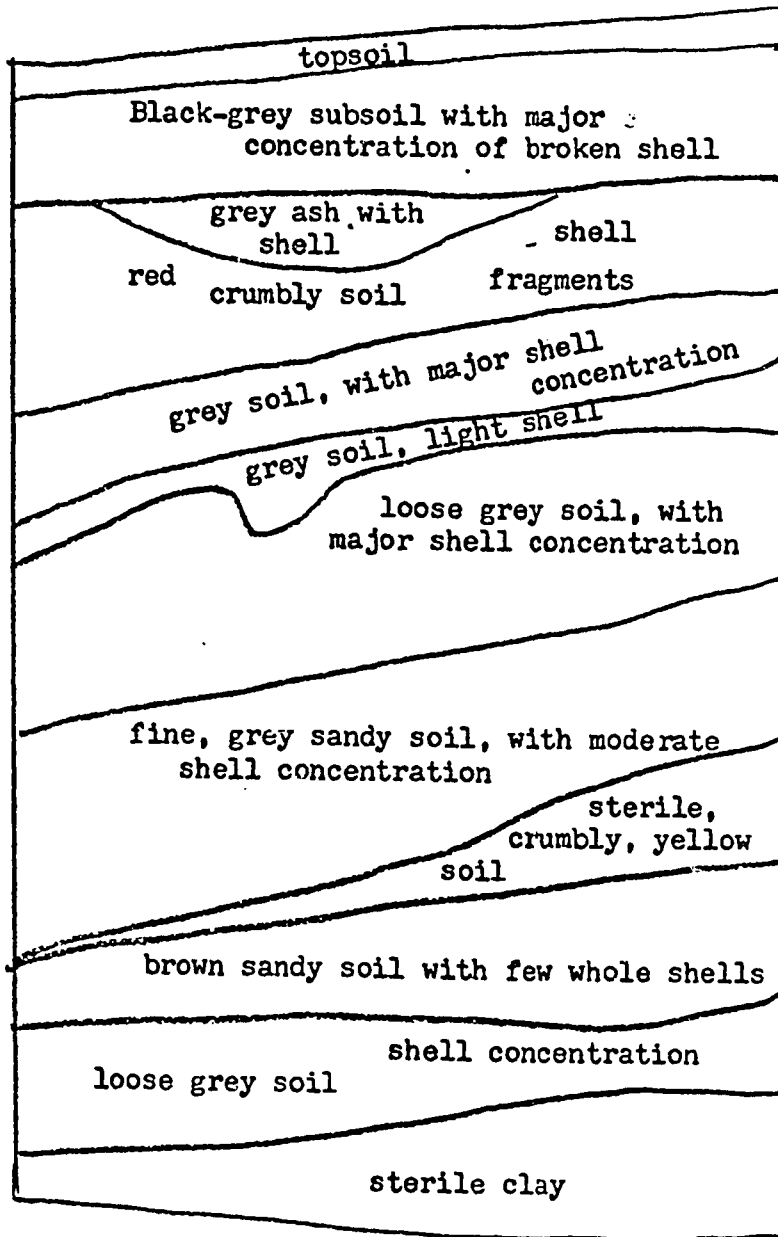 topsoil
Black-grey subsoil with major
concentration of broken shell
grey ash with
shell
shell
red
crumbly soil
fragments
grey soil, with major shell
concentration
grey soil, light shell
loose grey soil, with
major shell concentration
fine, grey sandy soil, with moderate
shell concentration
sterile,
crumbly, yellow
soil
brown sandy soil with few whole shells
shell concentration
loose grey soil
sterile clay